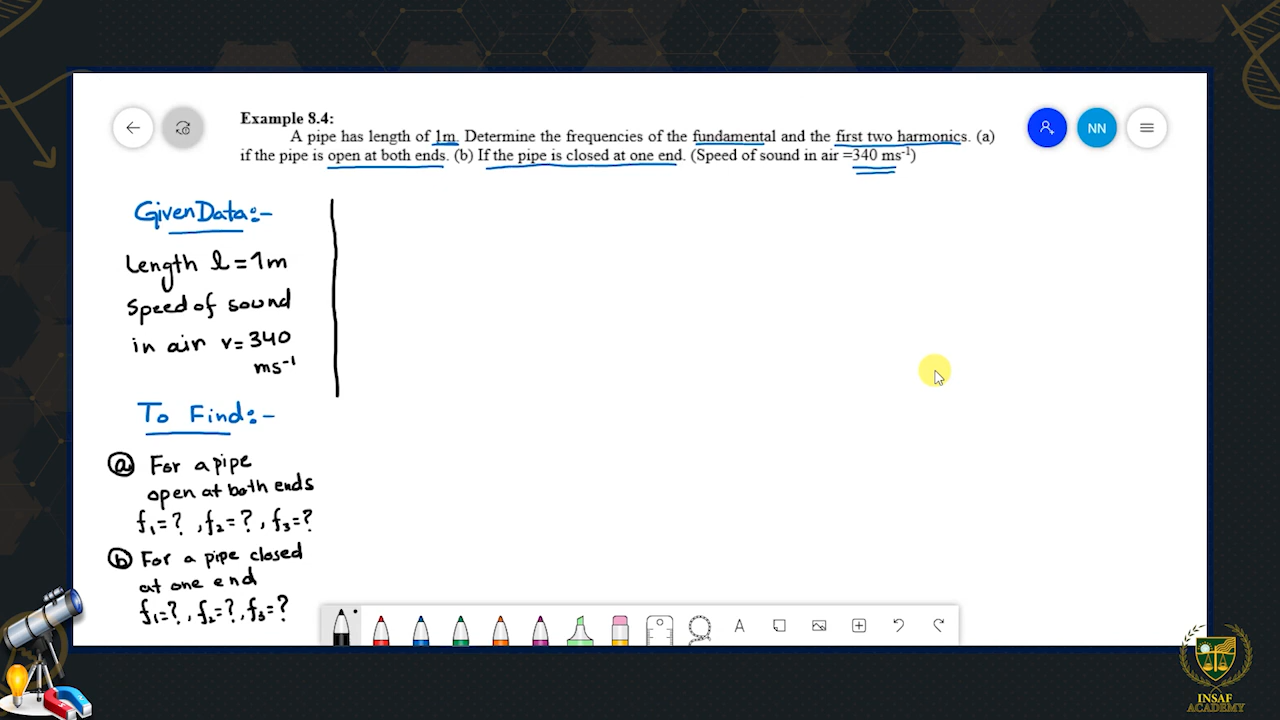 Example 8.4:
A pipe has length of 1m. Determine the frequencies of the fundamental and the first two harmonics. (a)
if the pipe is open at both ends. (b) If the pipe is closed at one end. (Speed of sound in air =340 ms⁻¹)
NN
Given Data:-
Length l = 1m
Speed of sound
in air v = 340
ms⁻¹
To Find:-
ⓐ For a pipe
open at both ends
f₁=? , f₂=? , f₃=?
ⓑ For a pipe closed
at one end
f₁=? , f₂=? , f₃=?
A
INSAF
ACADEMY